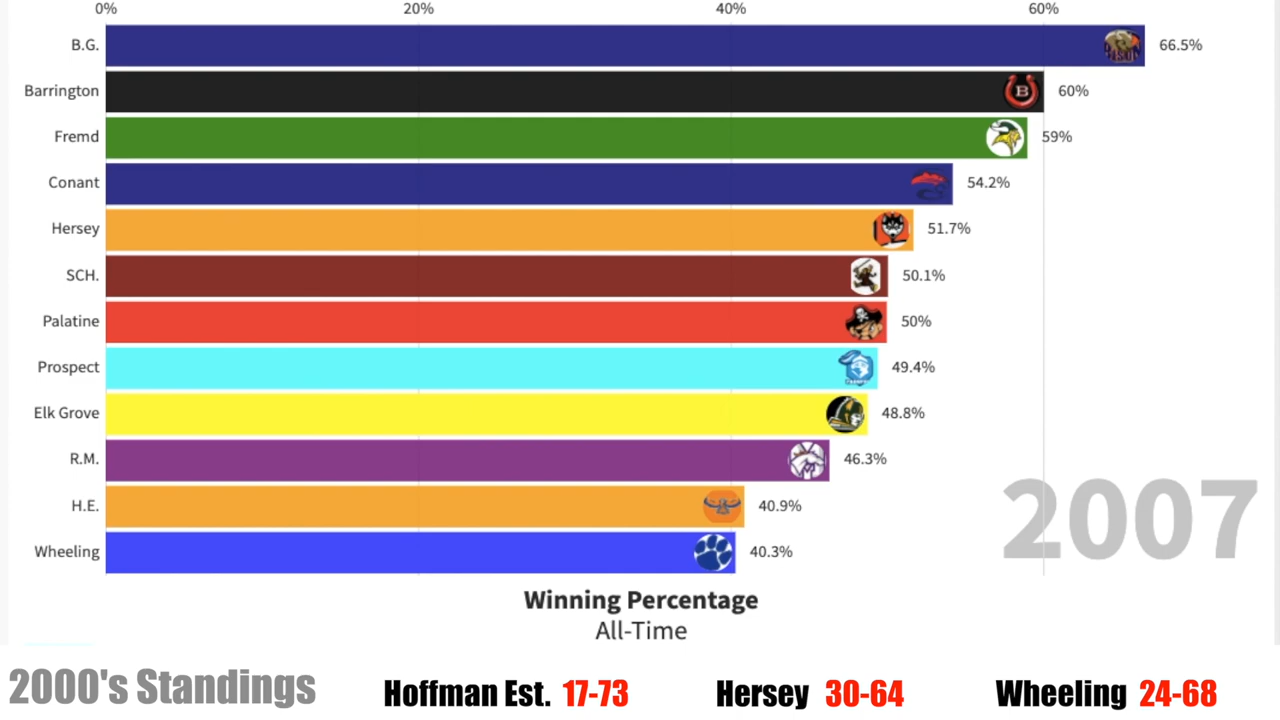 0% 20% 40% 60%
B.G. 66.5%
Barrington B 60%
Fremd 59%
Conant 54.2%
Hersey 51.7%
SCH. 50.1%
Palatine 50%
Prospect 49.4%
Elk Grove 48.8%
R.M. 46.3%
H.E. 40.9%
Wheeling 40.3%
2007
Winning Percentage
All-Time
2000's Standings Hoffman Est. 17-73 Hersey 30-64 Wheeling 24-68